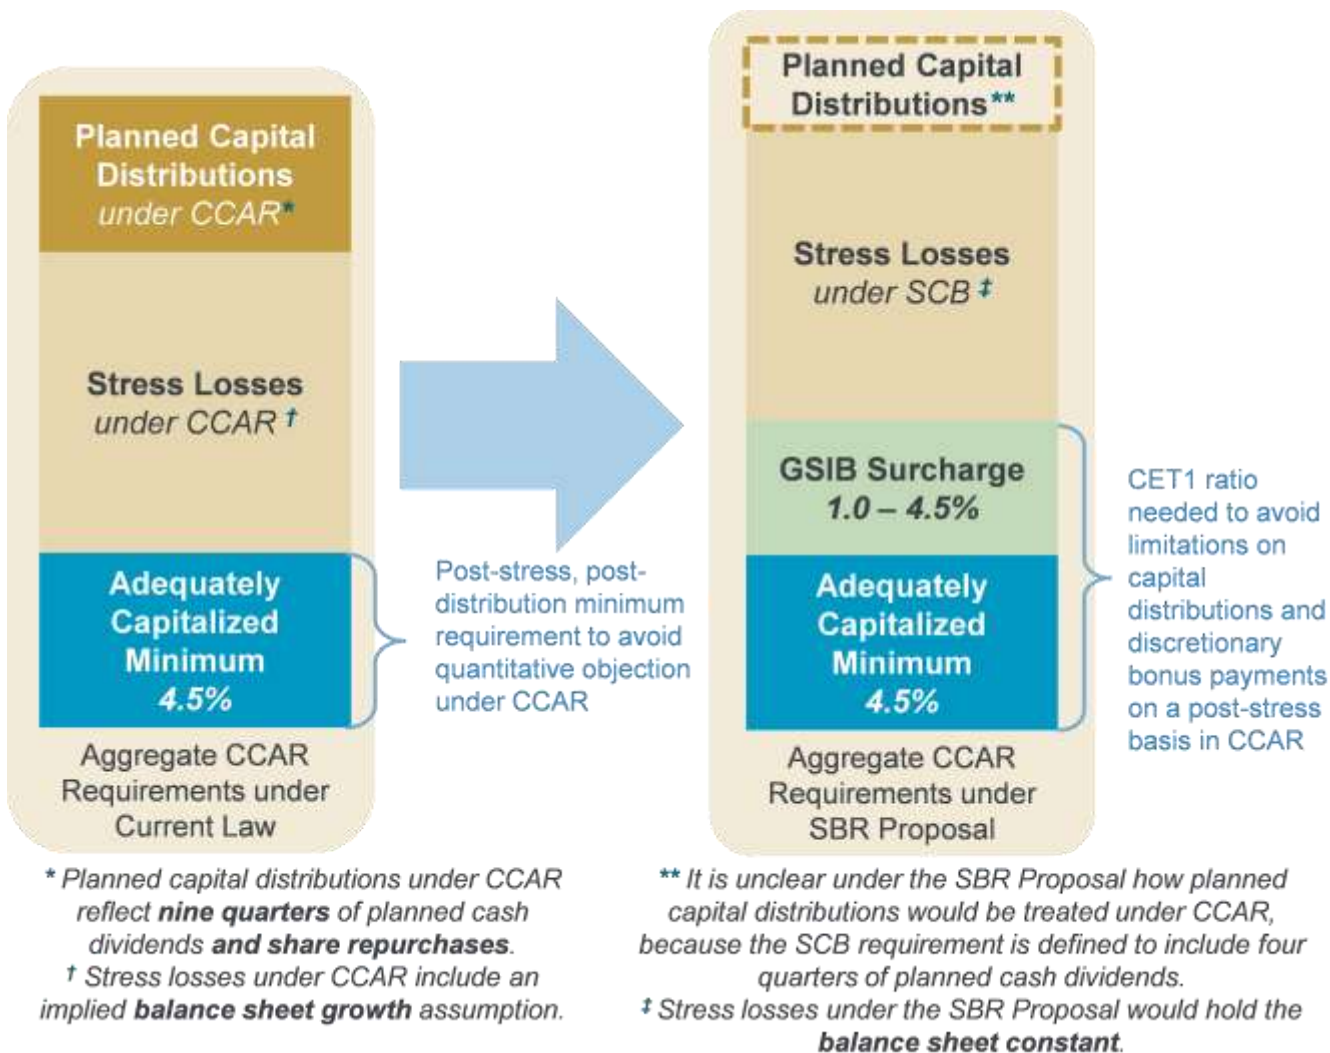 Planned Capital
Distributions
under CCAR*
Stress Losses
under CCAR †
Adequately
Capitalized
Minimum
4.5%
Aggregate CCAR
Requirements under
Current Law
Post-stress, post-
distribution minimum
requirement to avoid
quantitative objection
under CCAR
Planned Capital
Distributions**
Stress Losses
under SCB ‡
GSIB Surcharge
1.0 – 4.5%
Adequately
Capitalized
Minimum
4.5%
Aggregate CCAR
Requirements under
SBR Proposal
CET1 ratio
needed to avoid
limitations on
capital
distributions and
discretionary
bonus payments
on a post-stress
basis in CCAR
* Planned capital distributions under CCAR
reflect nine quarters of planned cash
dividends and share repurchases.
† Stress losses under CCAR include an
implied balance sheet growth assumption.
** It is unclear under the SBR Proposal how planned
capital distributions would be treated under CCAR,
because the SCB requirement is defined to include four
quarters of planned cash dividends.
‡ Stress losses under the SBR Proposal would hold the
balance sheet constant.